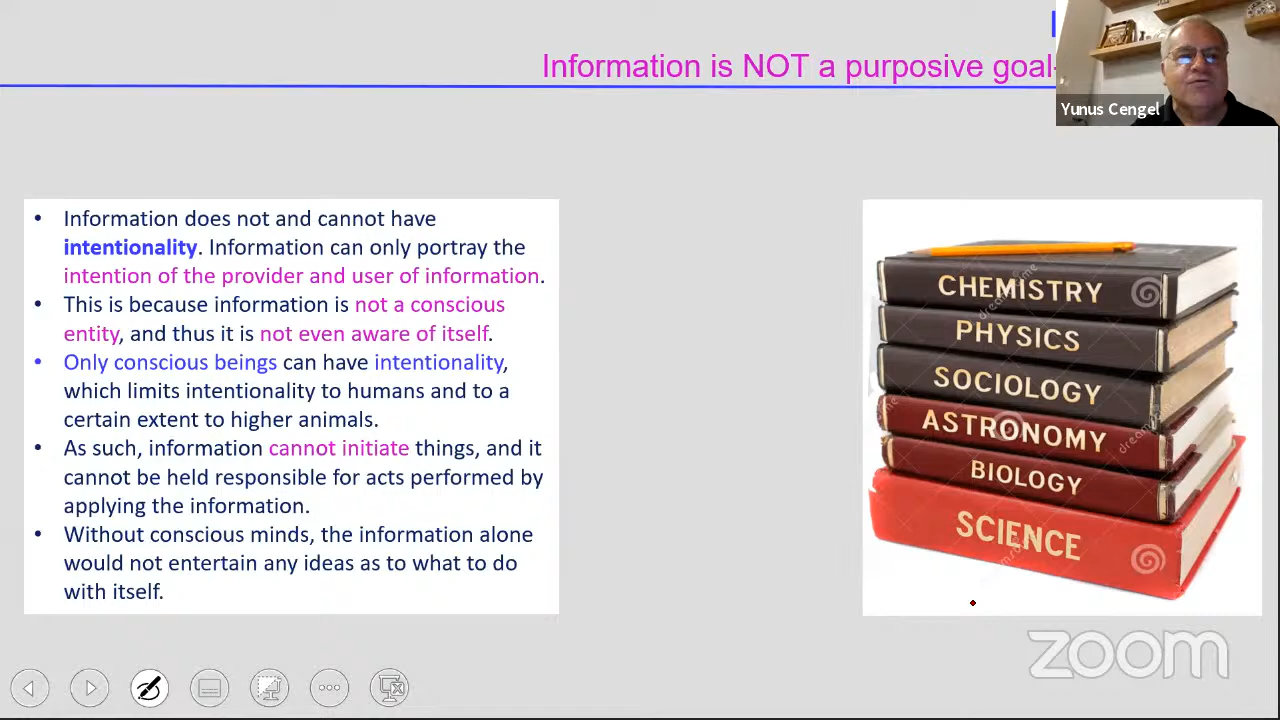 Information is NOT a purposive goal-
Yunus Cengel
• Information does not and cannot have
intentionality. Information can only portray the
intention of the provider and user of information.
• This is because information is not a conscious
entity, and thus it is not even aware of itself.
• Only conscious beings can have intentionality,
which limits intentionality to humans and to a
certain extent to higher animals.
• As such, information cannot initiate things, and it
cannot be held responsible for acts performed by
applying the information.
• Without conscious minds, the information alone
would not entertain any ideas as to what to do
with itself.
CHEMISTRY
PHYSICS
SOCIOLOGY
ASTRONOMY
BIOLOGY
SCIENCE
zoom